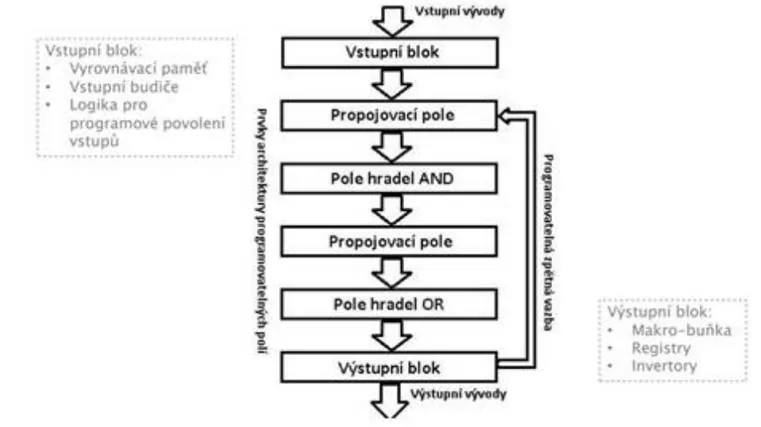 Vstupní vývody
Vstupní blok
Vstupní blok:
• Vyrovnávací paměť
• Vstupní budiče
• Logika pro
programové povolení
vstupů
Propojovací pole
Pole hradel AND
Propojovací pole
Pole hradel OR
Výstupní blok
Výstupní vývody
Prvky architektury programovatelných polí
Programovatelná zpětná vazba
Výstupní blok:
• Makro-buňka
• Registry
• Invertory